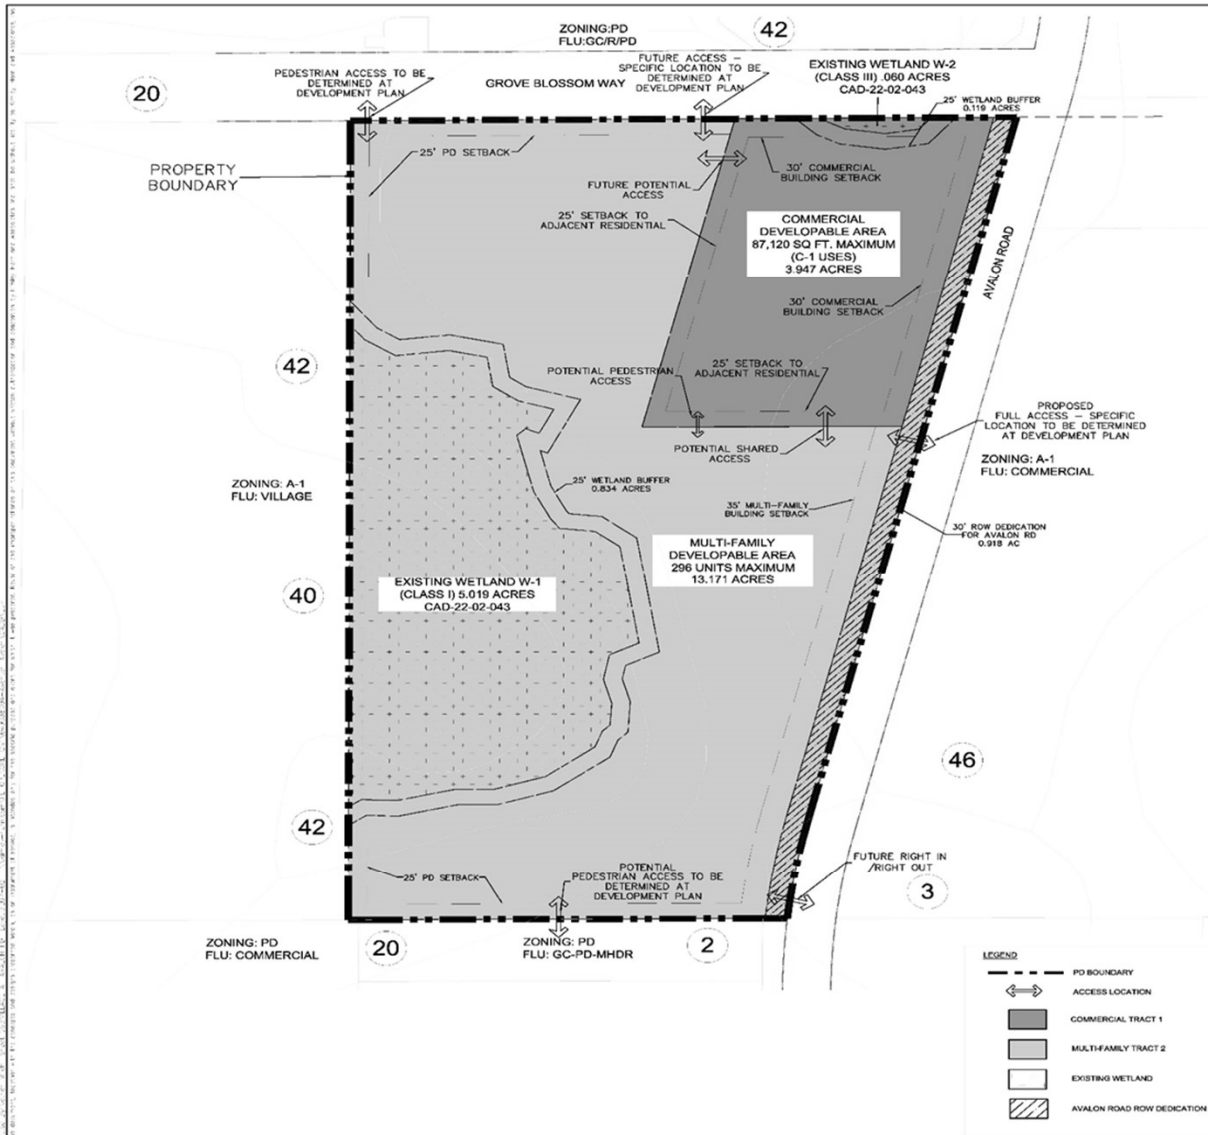 ZONING:PD
FLU:GC/R/PD
42
PEDESTRIAN ACCESS TO BE
DETERMINED AT
DEVELOPMENT PLAN
20
GROVE BLOSSOM WAY
FUTURE ACCESS –
SPECIFIC LOCATION TO BE
DETERMINED AT
DEVELOPMENT PLAN
EXISTING WETLAND W-2
(CLASS III) .060 ACRES
CAD-22-02-043
25' WETLAND BUFFER
0.119 ACRES
PROPERTY
BOUNDARY
25' PD SETBACK
30' COMMERCIAL
BUILDING SETBACK
FUTURE POTENTIAL
ACCESS
25' SETBACK TO
ADJACENT RESIDENTIAL
COMMERCIAL
DEVELOPABLE AREA
87,120 SQ FT. MAXIMUM
(C-1 USES)
3.947 ACRES
AVALON ROAD
30' COMMERCIAL
BUILDING SETBACK
42
POTENTIAL PEDESTRIAN
ACCESS
25' SETBACK TO
ADJACENT RESIDENTIAL
PROPOSED
FULL ACCESS – SPECIFIC
LOCATION TO BE DETERMINED
AT DEVELOPMENT PLAN
POTENTIAL SHARED
ACCESS
ZONING: A-1
FLU: COMMERCIAL
ZONING: A-1
FLU: VILLAGE
25' WETLAND BUFFER
0.834 ACRES
35' MULTI-FAMILY
BUILDING SETBACK
30' ROW DEDICATION
FOR AVALON RD
0.918 AC
MULTI-FAMILY
DEVELOPABLE AREA
296 UNITS MAXIMUM
13.171 ACRES
EXISTING WETLAND W-1
(CLASS I) 5.019 ACRES
CAD-22-02-043
40
46
42
FUTURE RIGHT IN
/RIGHT OUT
3
25' PD SETBACK
POTENTIAL
PEDESTRIAN ACCESS TO BE
DETERMINED AT
DEVELOPMENT PLAN
ZONING: PD
FLU: COMMERCIAL
20
ZONING: PD
FLU: GC-PD-MHDR
2
LEGEND
PD BOUNDARY
ACCESS LOCATION
COMMERCIAL TRACT 1
MULTI-FAMILY TRACT 2
EXISTING WETLAND
AVALON ROAD ROW DEDICATION